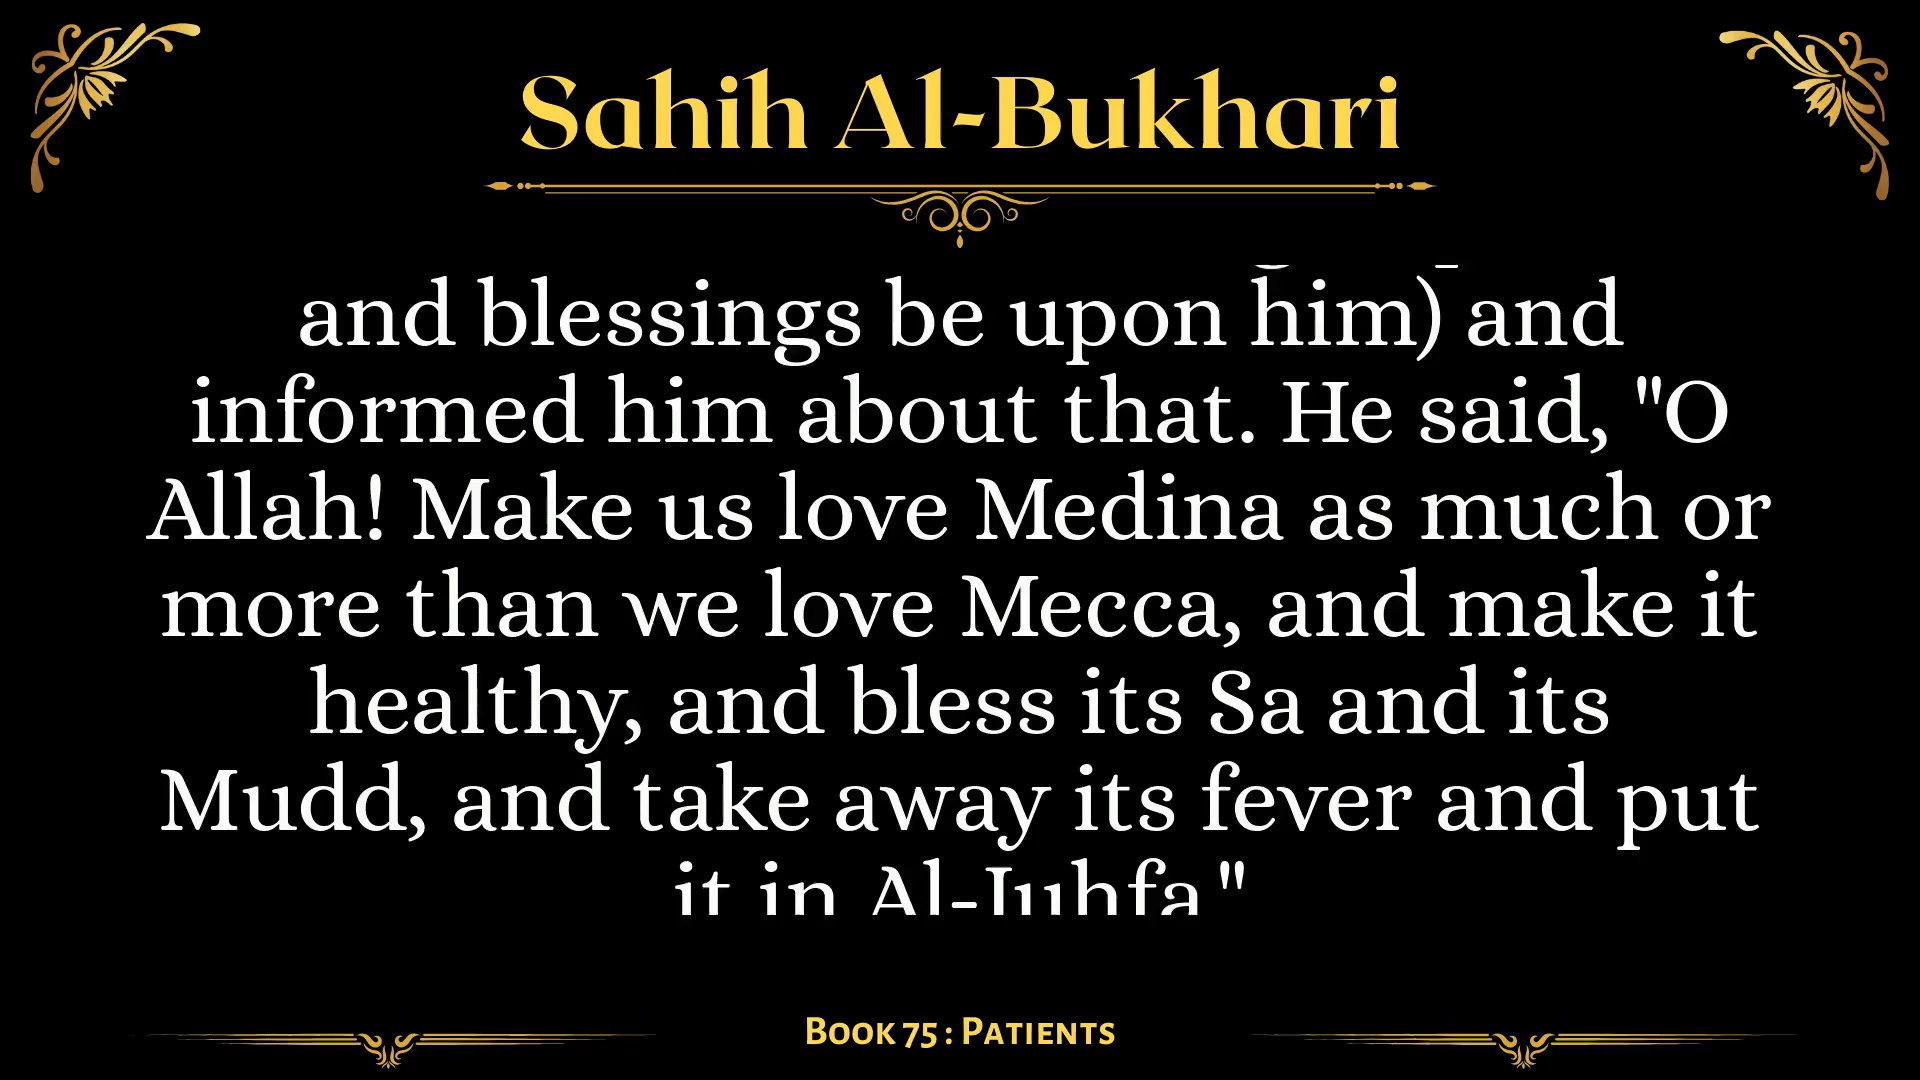 Sahih Al-Bukhari
and blessings be upon him) and
informed him about that. He said, "O
Allah! Make us love Medina as much or
more than we love Mecca, and make it
healthy, and bless its Sa and its
Mudd, and take away its fever and put
it in Al-Juhfa."
Book 75 : Patients